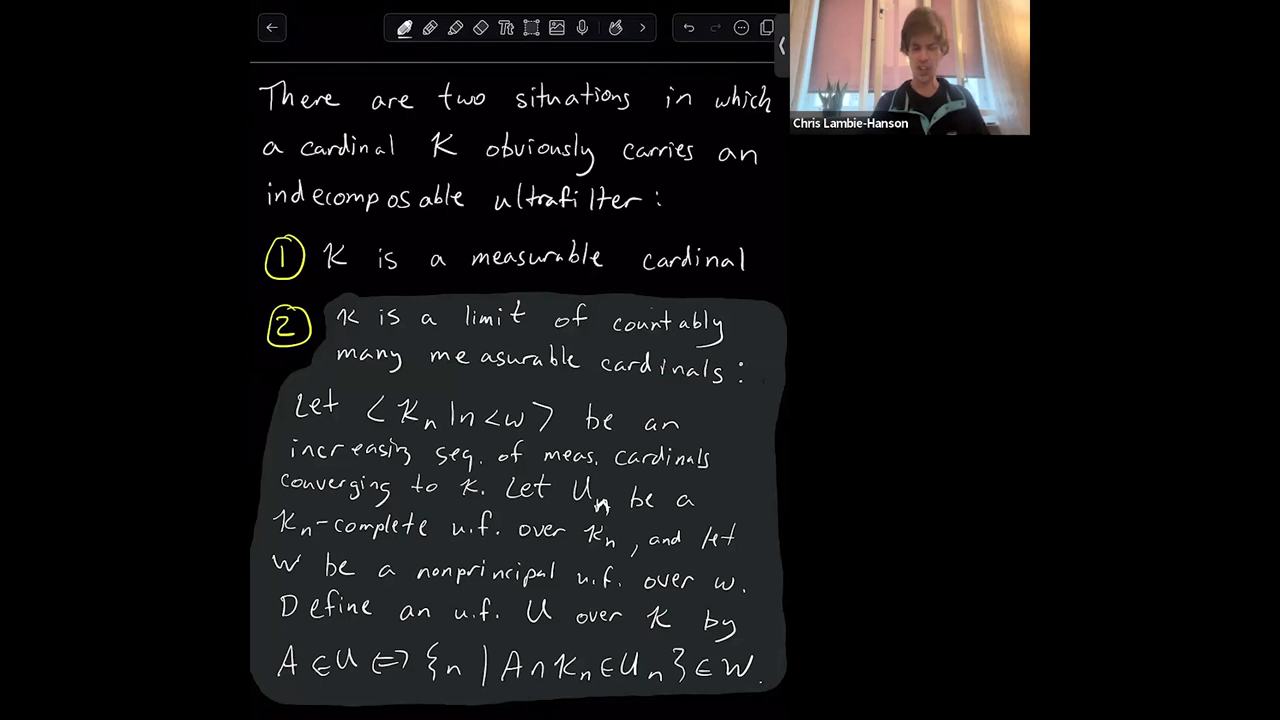 There are two situations in which
a cardinal κ obviously carries an
indecomposable ultrafilter:
① κ is a measurable cardinal
② κ is a limit of countably
many measurable cardinals:
Let <κₙ | n<ω> be an
increasing seq. of meas. cardinals
converging to κ. Let Uₙ be a
κₙ-complete u.f. over κₙ, and let
W be a nonprincipal u.f. over ω.
Define an u.f. U over κ by
A∈U ⇔ {n | A∩κₙ∈Uₙ}∈W.
Tt
Chris Lambie-Hanson